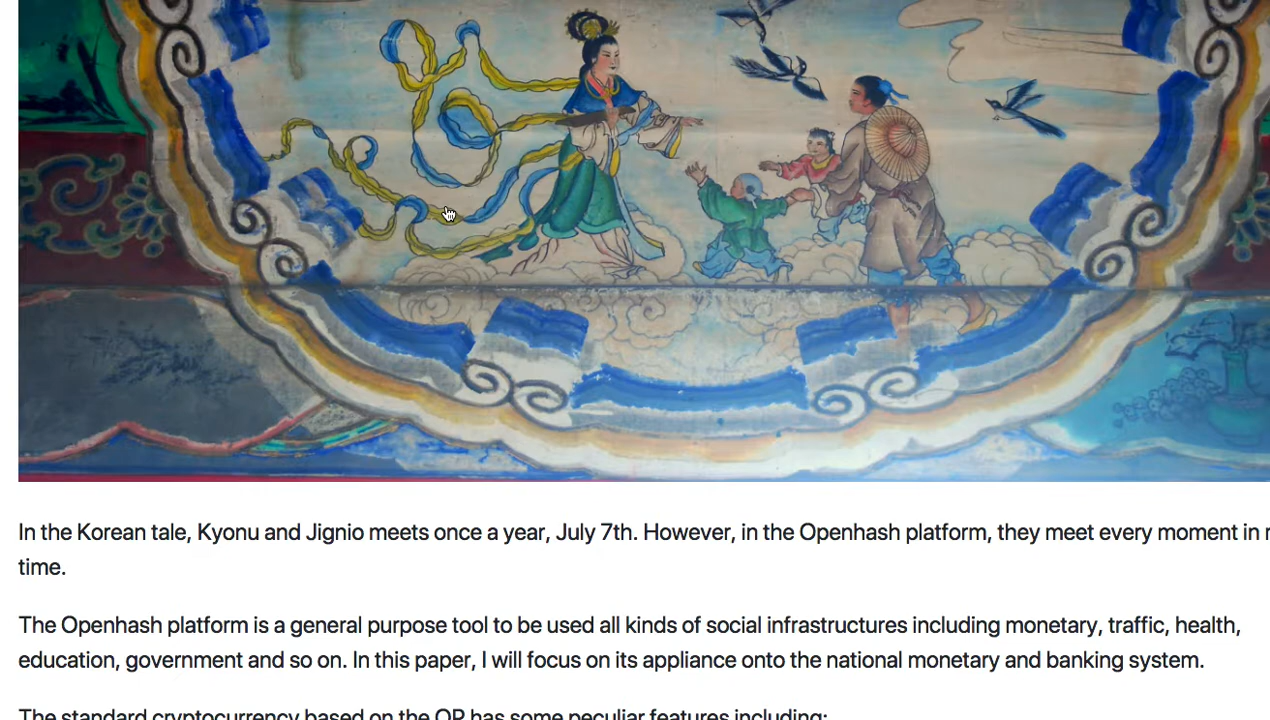 In the Korean tale, Kyonu and Jignio meets once a year, July 7th. However, in the Openhash platform, they meet every moment in
time.
The Openhash platform is a general purpose tool to be used all kinds of social infrastructures including monetary, traffic, health,
education, government and so on. In this paper, I will focus on its appliance onto the national monetary and banking system.
The standard cryptocurrency based on the OP has some peculiar features including: